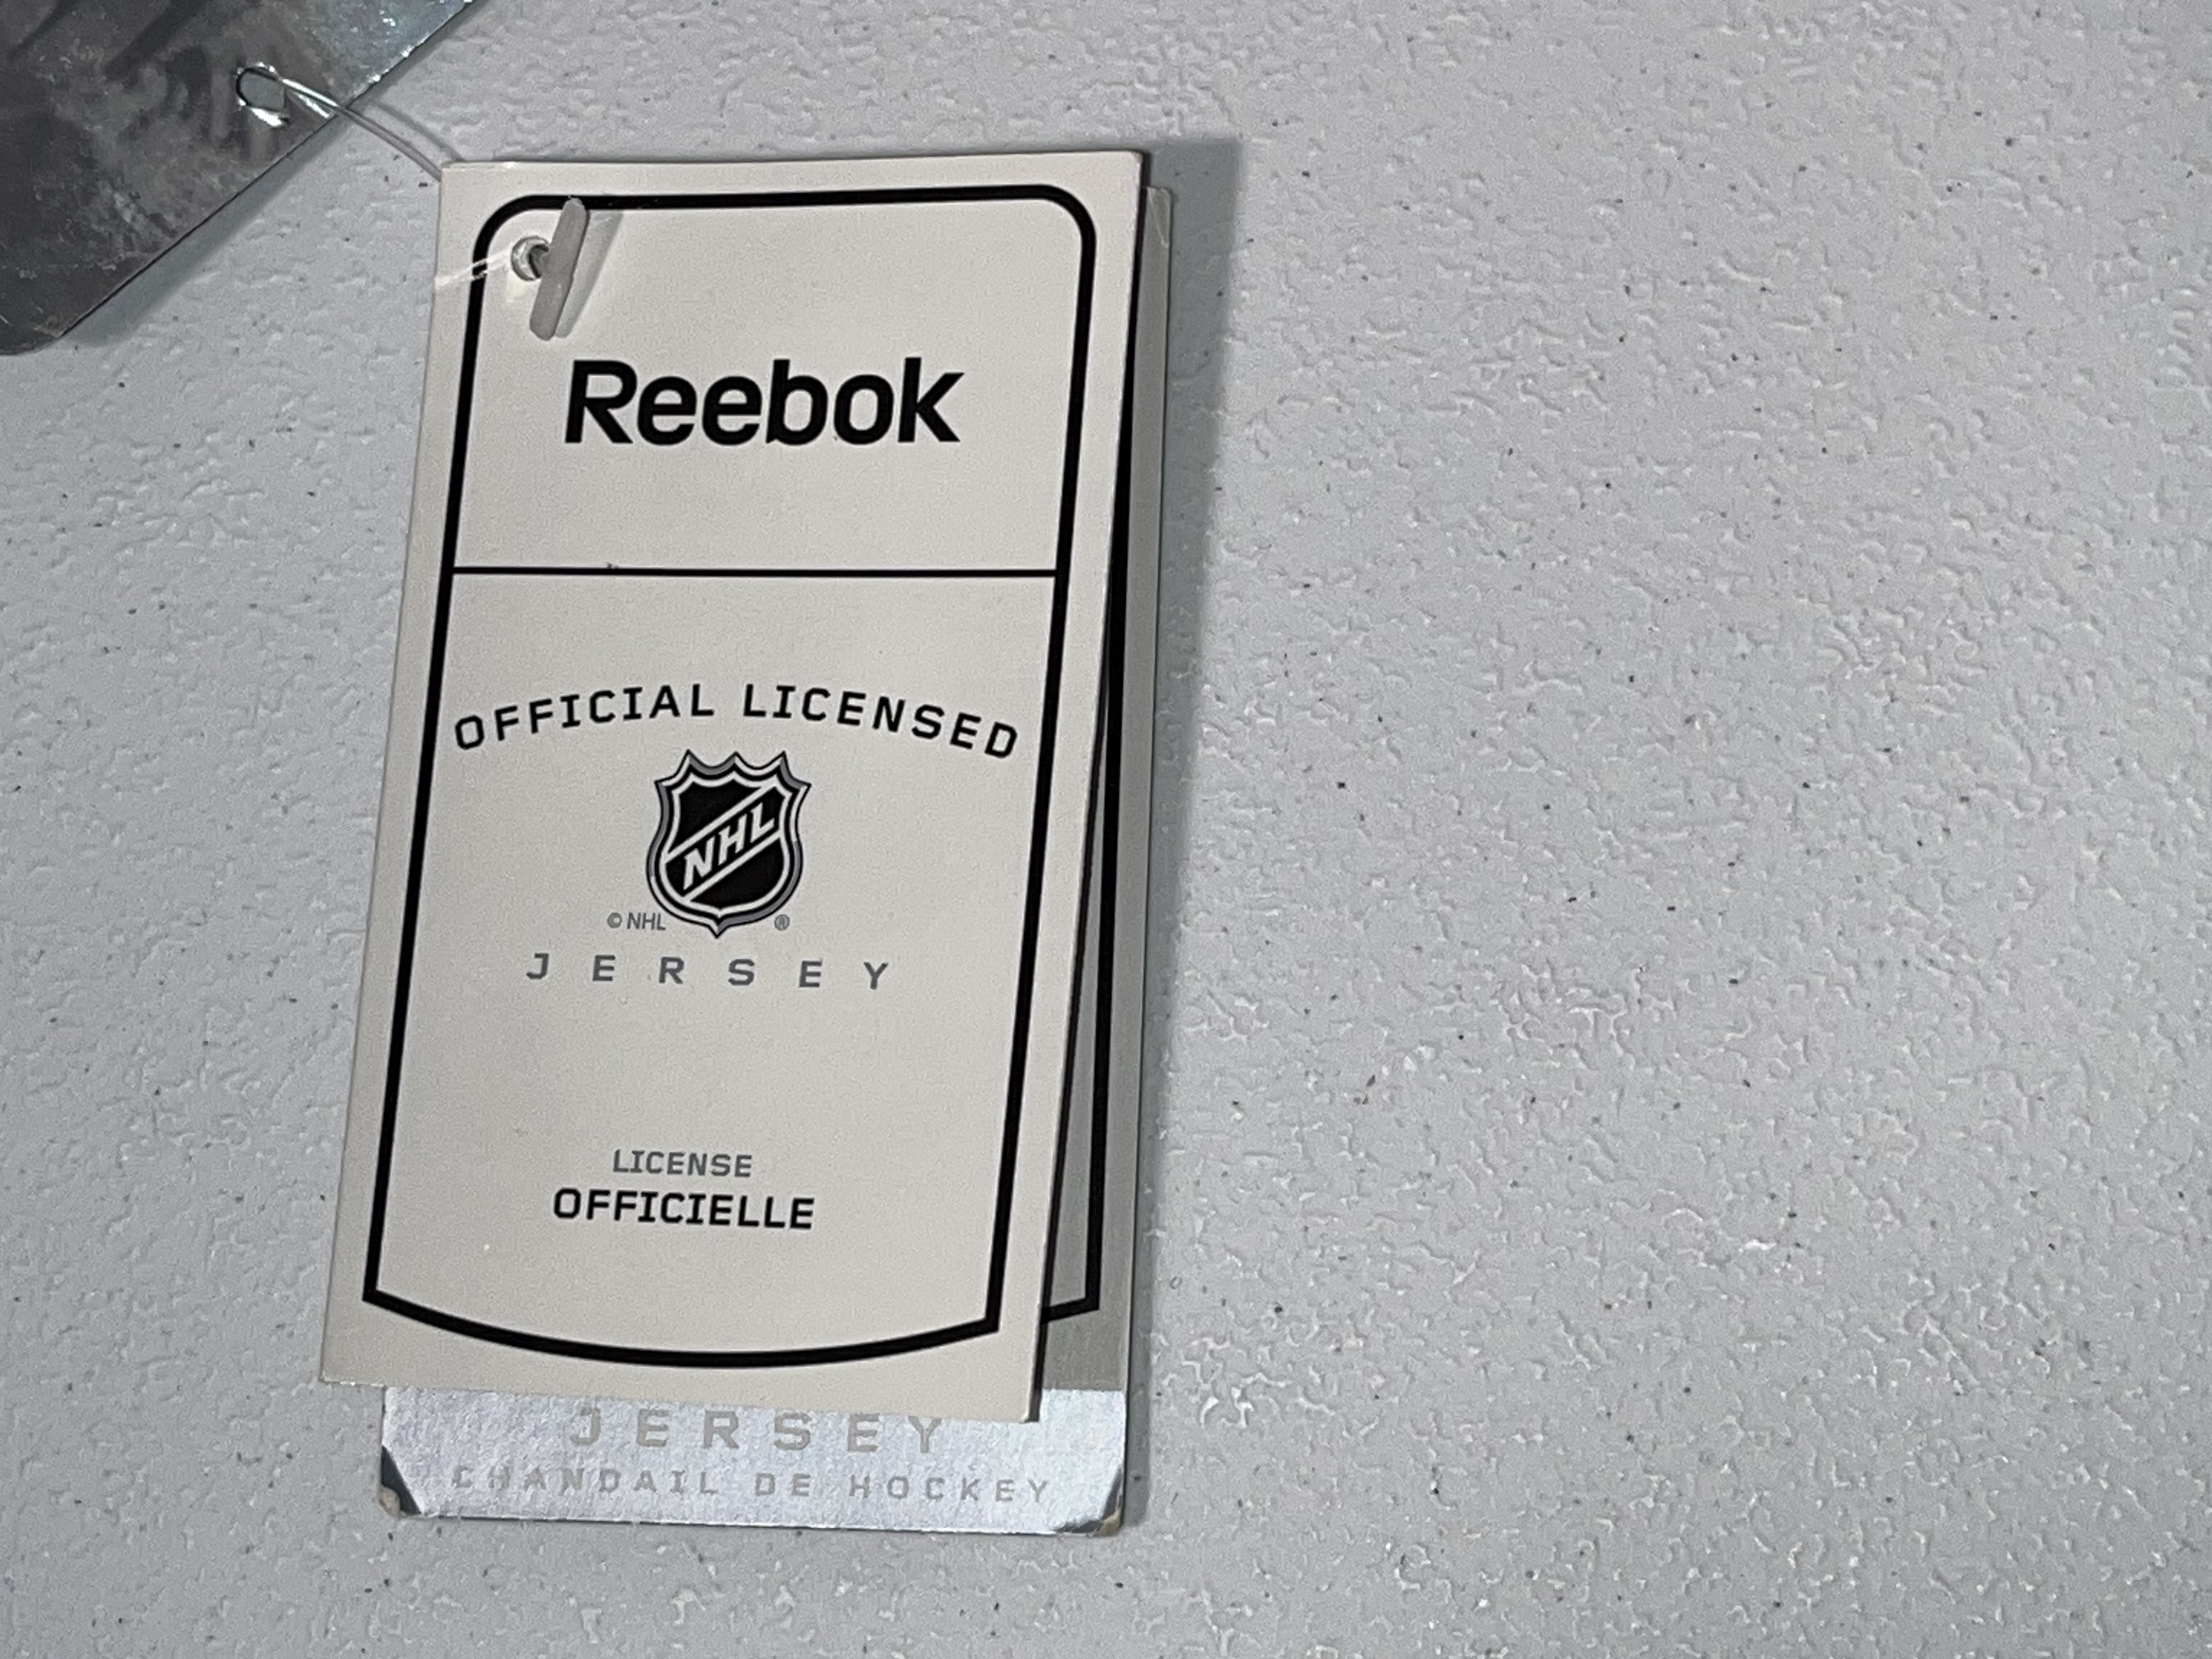 Reebok
OFFICIAL LICENSED
NHL
© NHL ®
JERSEY
LICENSE
OFFICIELLE
JERSEY
CHANDAIL DE HOCKEY